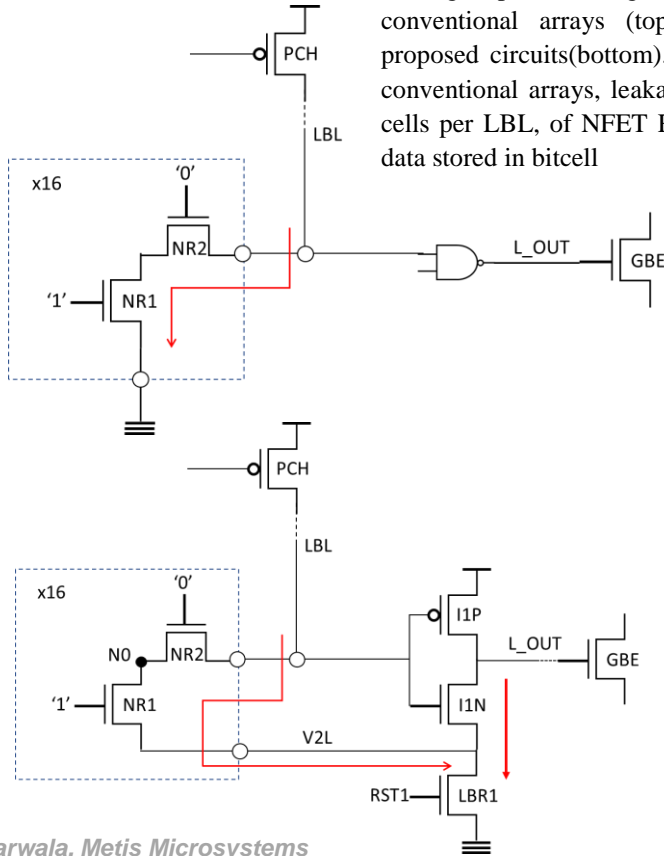 conventional arrays (top
proposed circuits(bottom).
conventional arrays, leaka
cells per LBL, of NFET
data stored in bitcell
PCH
LBL
x16
'0'
NR2
L_OUT
GBE
'1'
NR1
PCH
LBL
x16
'0'
I1P
N0
NR2
L_OUT
GBE
'1'
NR1
I1N
V2L
RST1
LBR1
arwala, Metis Microsystems